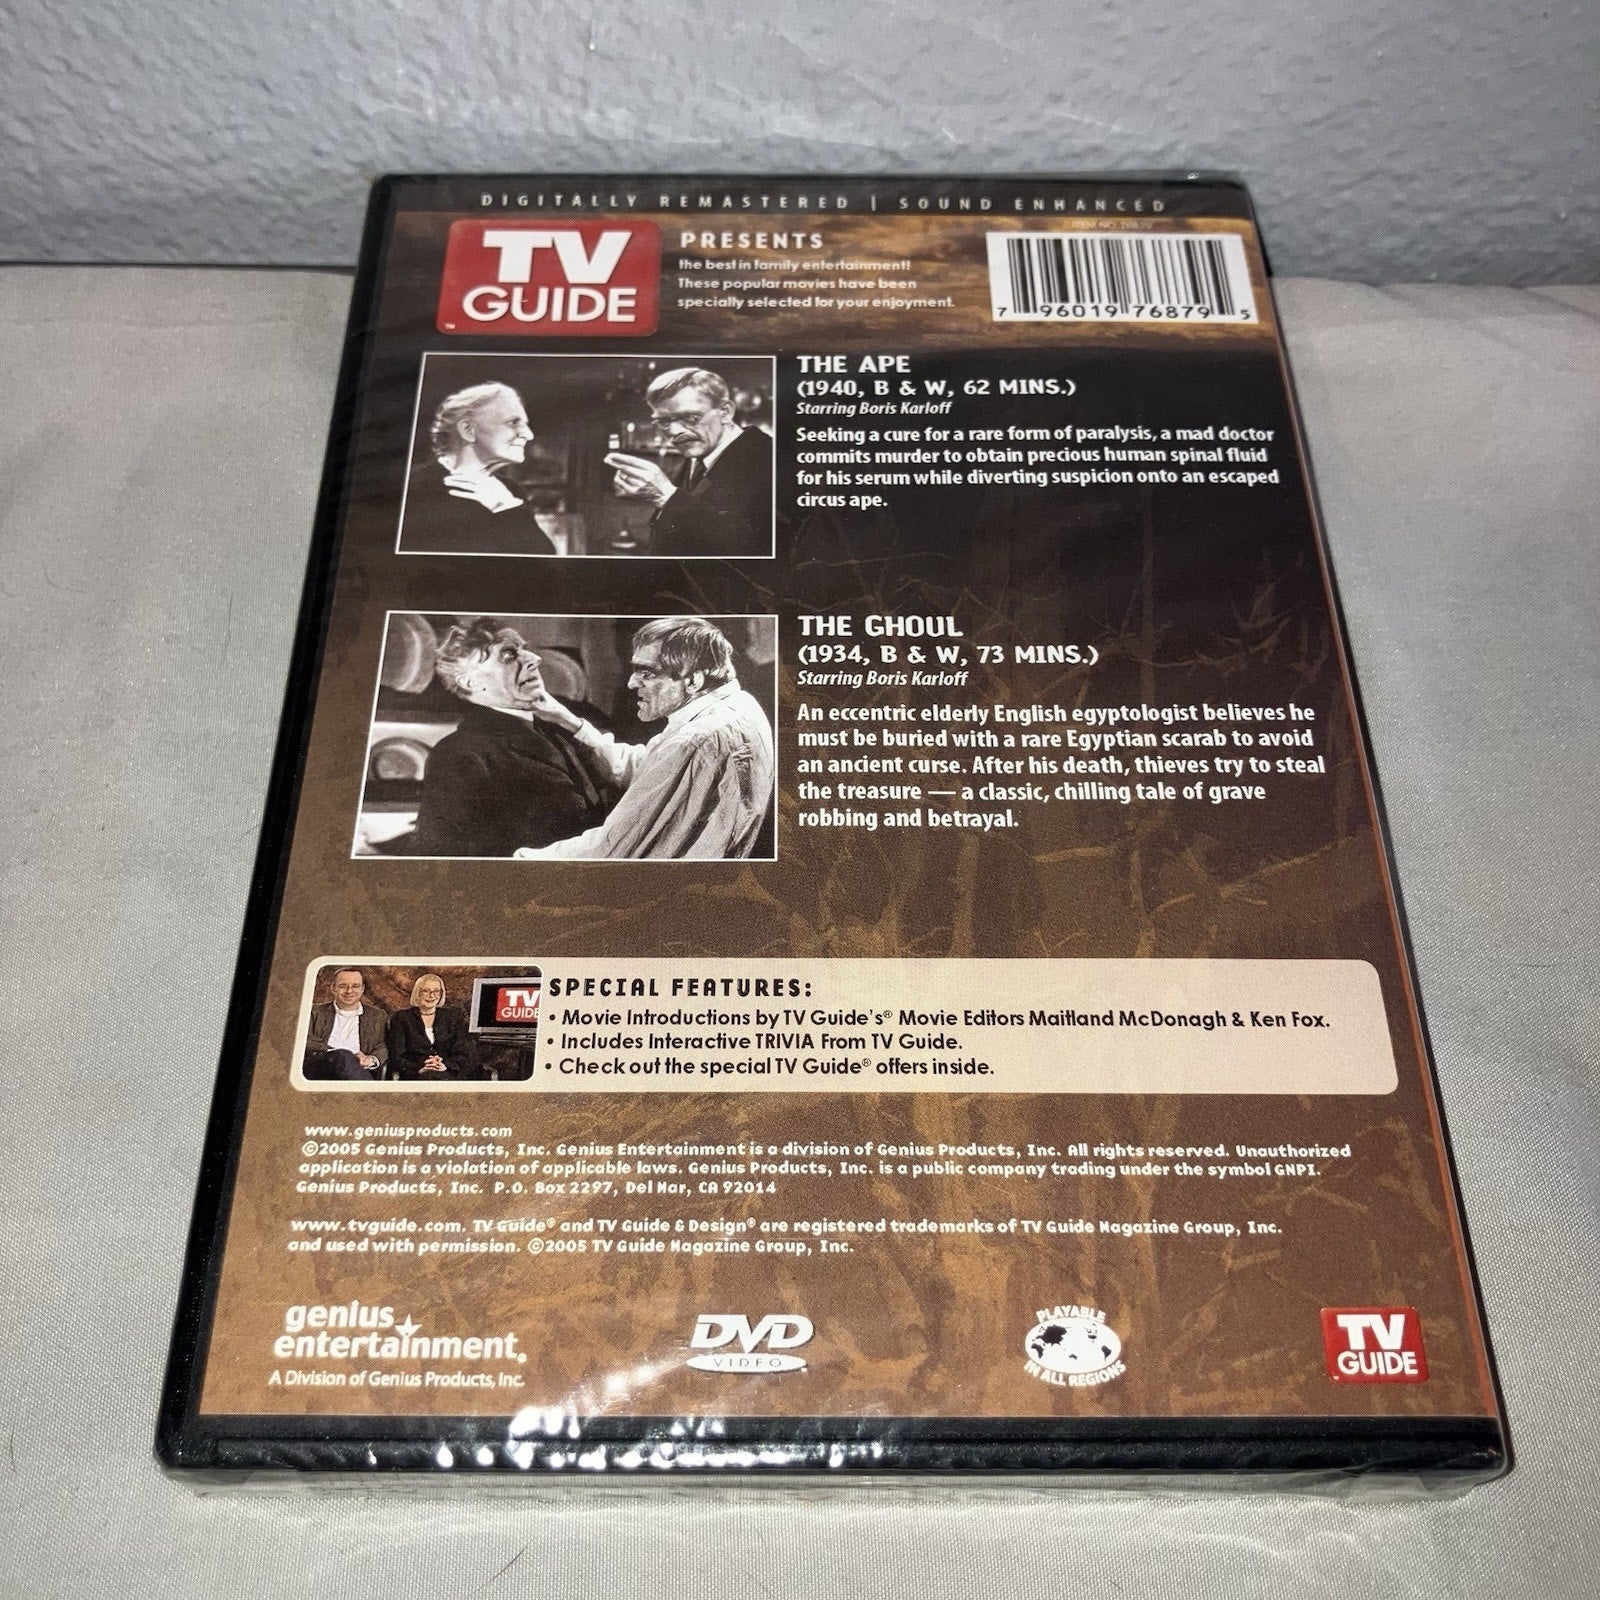 DIGITALLY REMASTERED | SOUND ENHANCED
TV
GUIDE
TM
PRESENTS
the best in family entertainment!
These popular movies have been
specially selected for your enjoyment.
7 96019 76879 5
THE APE
(1940, B & W, 62 MINS.)
Starring Boris Karloff
Seeking a cure for a rare form of paralysis, a mad doctor
commits murder to obtain precious human spinal fluid
for his serum while diverting suspicion onto an escaped
circus ape.
THE GHOUL
(1934, B & W, 73 MINS.)
Starring Boris Karloff
An eccentric elderly English egyptologist believes he
must be buried with a rare Egyptian scarab to avoid
an ancient curse. After his death, thieves try to steal
the treasure — a classic, chilling tale of grave
robbing and betrayal.
TV
GUIDE
SPECIAL FEATURES:
• Movie Introductions by TV Guide's® Movie Editors Maitland McDonagh & Ken Fox.
• Includes Interactive TRIVIA From TV Guide.
• Check out the special TV Guide® offers inside.
www.geniusproducts.com
©2005 Genius Products, Inc. Genius Entertainment is a division of Genius Products, Inc. All rights reserved. Unauthorized
application is a violation of applicable laws. Genius Products, Inc. is a public company trading under the symbol GNPI.
Genius Products, Inc. P.O. Box 2297, Del Mar, CA 92014
www.tvguide.com. TV Guide® and TV Guide & Design® are registered trademarks of TV Guide Magazine Group, Inc.
and used with permission. ©2005 TV Guide Magazine Group, Inc.
genius
entertainment.
A Division of Genius Products, Inc.
DVD
VIDEO
PLAYABLE
IN ALL REGIONS
TV
GUIDE